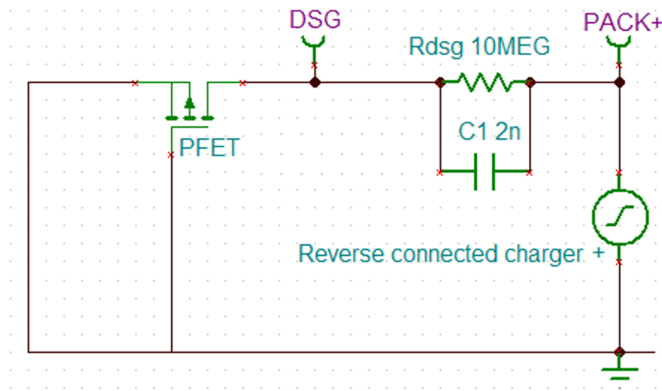 DSG
PACK+
Rdsg 10MEG
C1 2n
PFET
Reverse connected charger +